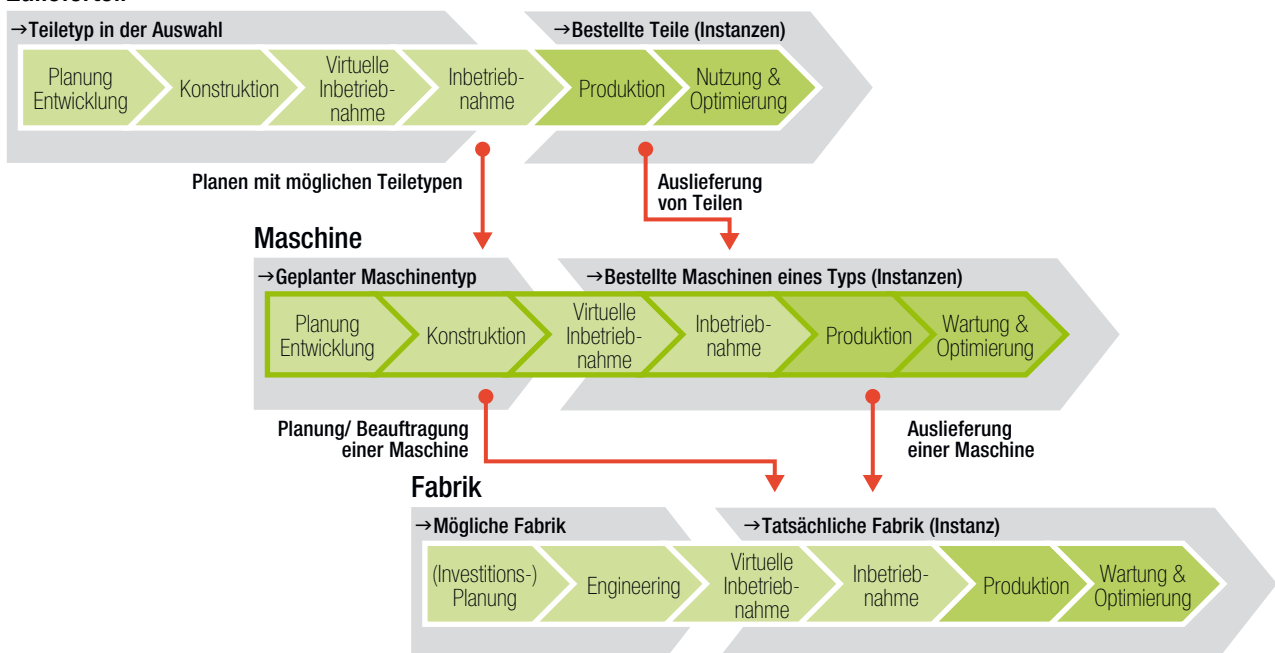 →Teiletyp in der Auswahl
→Bestellte Teile (Instanzen)
Planung
Entwicklung
Konstruktion
Virtuelle
Inbetrieb-
nahme
Inbetrieb-
nahme
Produktion
Nutzung &
Optimierung
Planen mit möglichen Teiletypen
Auslieferung
von Teilen
Maschine
→Geplanter Maschinentyp
→Bestellte Maschinen eines Typs (Instanzen)
Planung
Entwicklung
Konstruktion
Virtuelle
Inbetrieb-
nahme
Inbetrieb-
nahme
Produktion
Wartung &
Optimierung
Planung/ Beauftragung
einer Maschine
Auslieferung
einer Maschine
Fabrik
→Mögliche Fabrik
→Tatsächliche Fabrik (Instanz)
(Investitions-)
Planung
Engineering
Virtuelle
Inbetrieb-
nahme
Inbetrieb-
nahme
Produktion
Wartung &
Optimierung